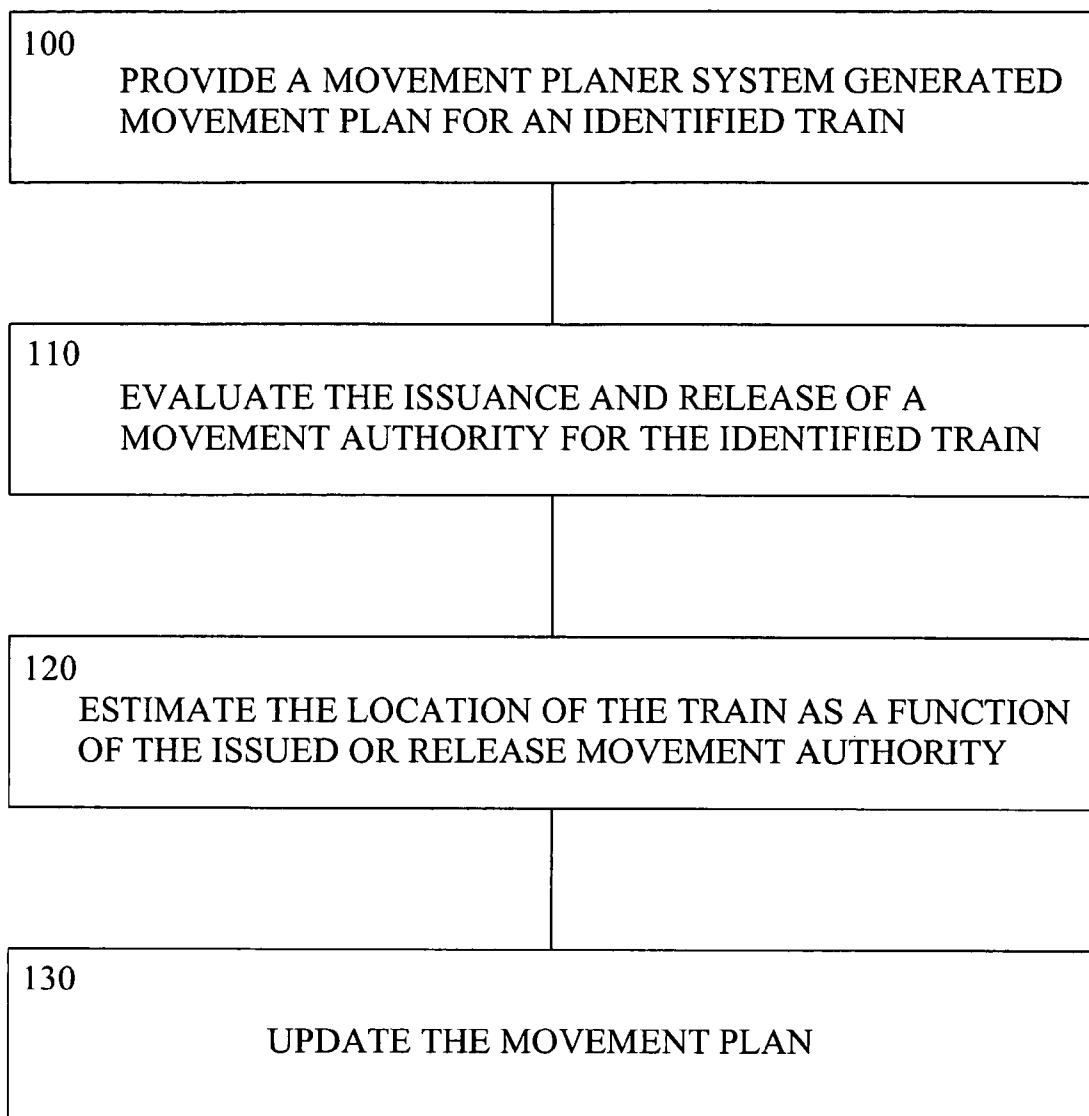 100
PROVIDE A MOVEMENT PLANER SYSTEM GENERATED
MOVEMENT PLAN FOR AN IDENTIFIED TRAIN
110
EVALUATE THE ISSUANCE AND RELEASE OF A
MOVEMENT AUTHORITY FOR THE IDENTIFIED TRAIN
120
ESTIMATE THE LOCATION OF THE TRAIN AS A FUNCTION
OF THE ISSUED OR RELEASE MOVEMENT AUTHORITY
130
UPDATE THE MOVEMENT PLAN